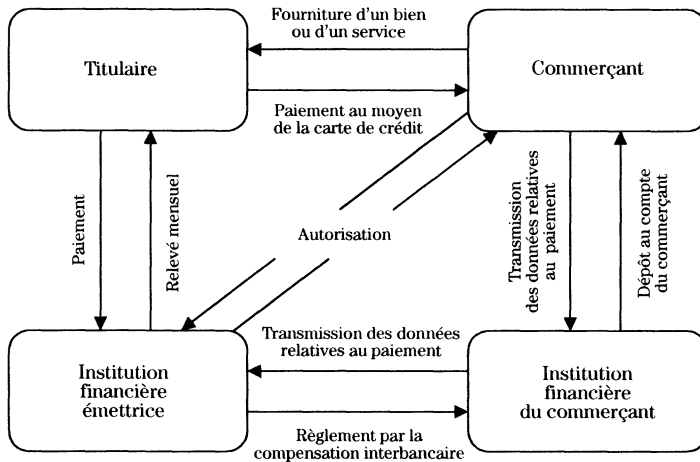 Fourniture d'un bien
ou d'un service
Titulaire
Commerçant
Paiement au moyen
de la carte de crédit
Paiement
Relevé mensuel
Autorisation
Transmission
des données relatives
au paiement
Dépôt au compte
du commerçant
Transmission des données
relatives au paiement
Institution
financière
émettrice
Institution
financière
du commerçant
Règlement par la
compensation interbancaire